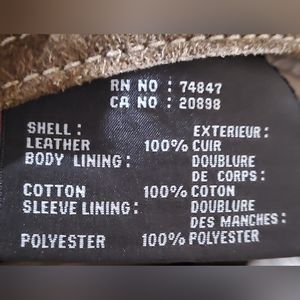 RN NO : 74847
CA NO : 20898
SHELL : EXTERIEUR :
LEATHER 100% CUIR
BODY LINING : DOUBLURE
DE CORPS :
COTTON 100% COTON
SLEEVE LINING : DOUBLURE
DES MANCHES :
POLYESTER 100% POLYESTER